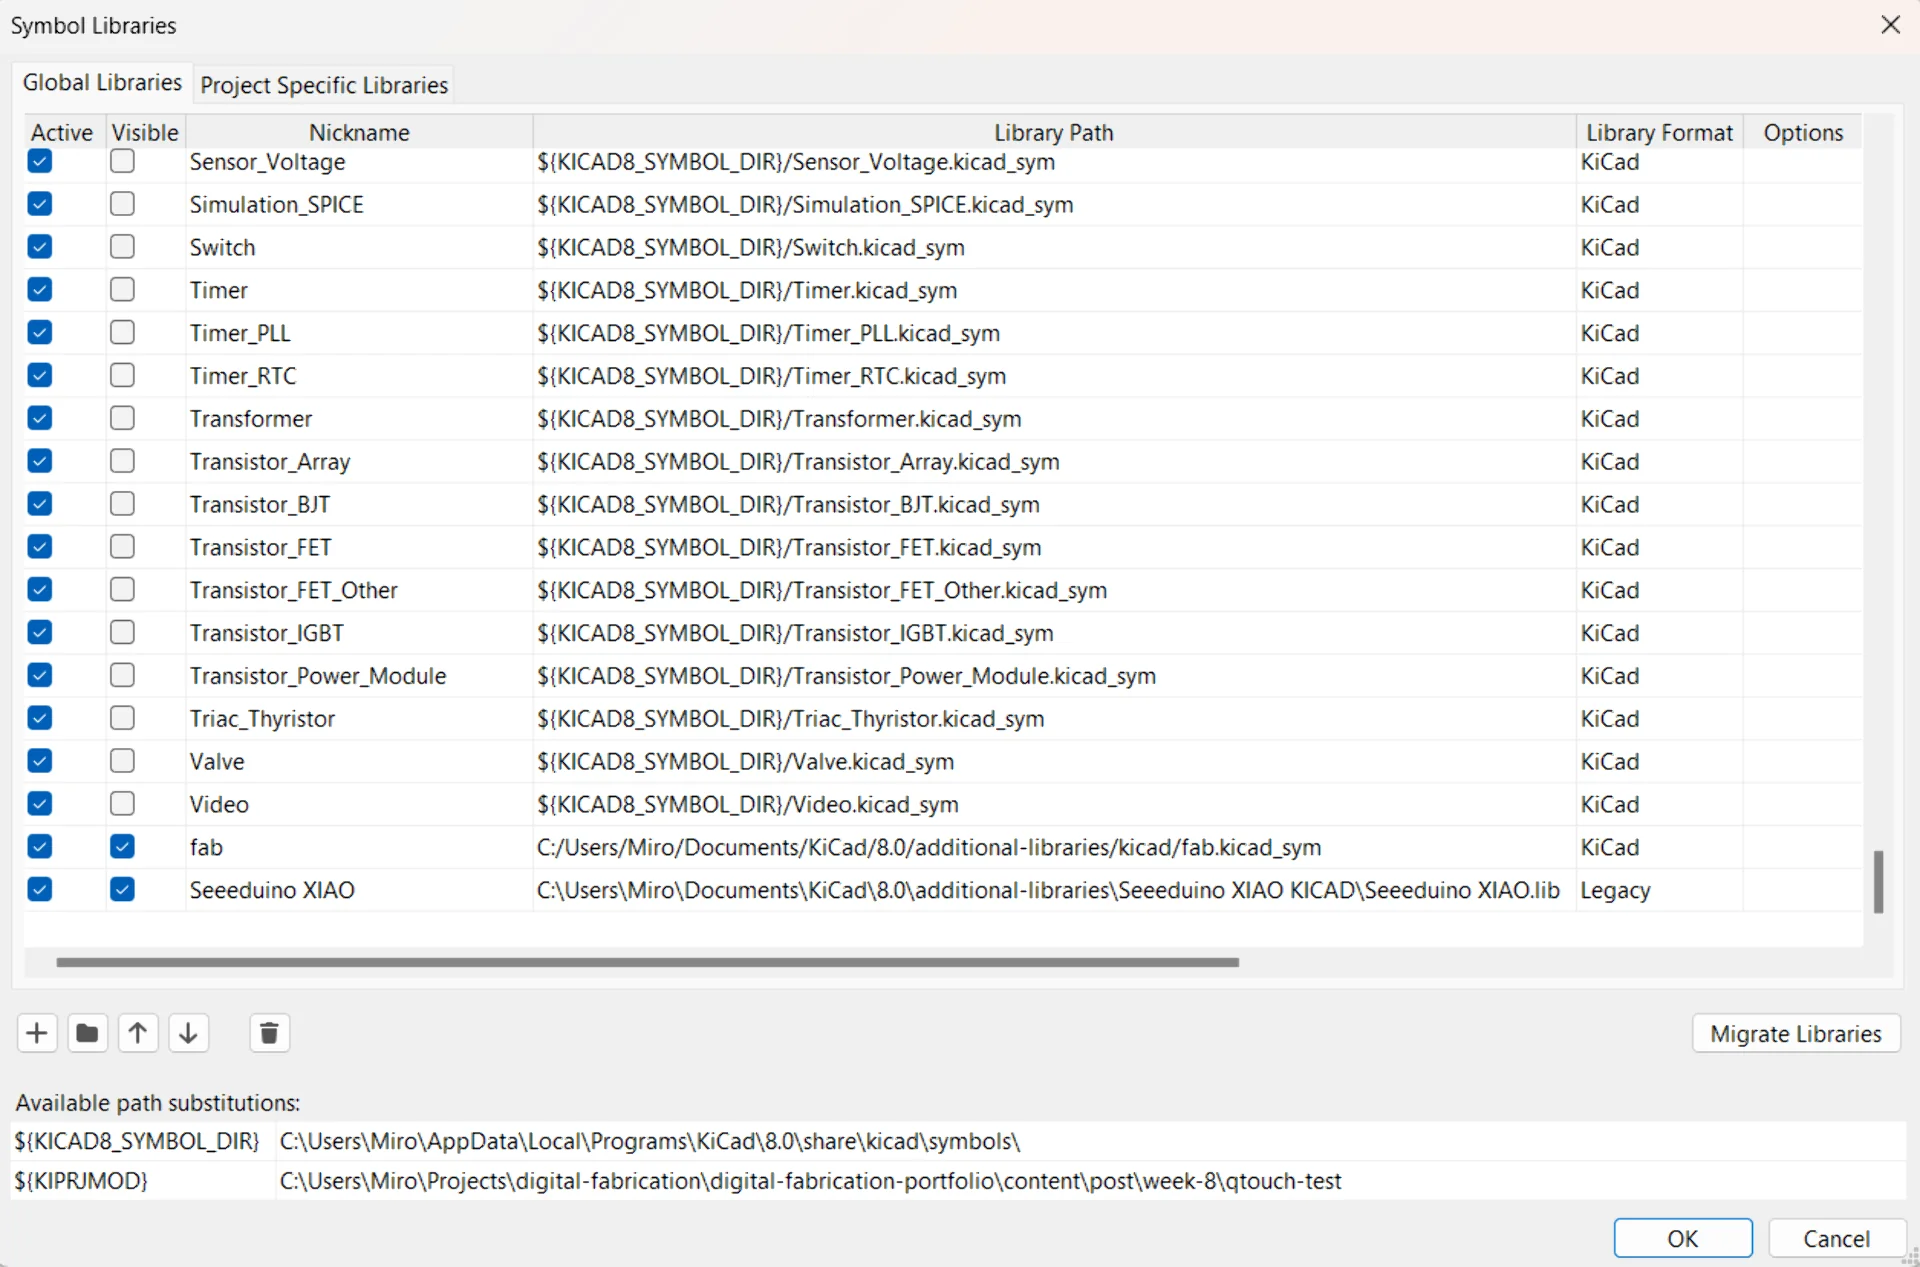 Symbol Libraries
Global Libraries Project Specific Libraries
Active Visible Nickname Library Path Library Format Options
Sensor_Voltage ${KICAD8_SYMBOL_DIR}/Sensor_Voltage.kicad_sym KiCad
Simulation_SPICE ${KICAD8_SYMBOL_DIR}/Simulation_SPICE.kicad_sym KiCad
Switch ${KICAD8_SYMBOL_DIR}/Switch.kicad_sym KiCad
Timer ${KICAD8_SYMBOL_DIR}/Timer.kicad_sym KiCad
Timer_PLL ${KICAD8_SYMBOL_DIR}/Timer_PLL.kicad_sym KiCad
Timer_RTC ${KICAD8_SYMBOL_DIR}/Timer_RTC.kicad_sym KiCad
Transformer ${KICAD8_SYMBOL_DIR}/Transformer.kicad_sym KiCad
Transistor_Array ${KICAD8_SYMBOL_DIR}/Transistor_Array.kicad_sym KiCad
Transistor_BJT ${KICAD8_SYMBOL_DIR}/Transistor_BJT.kicad_sym KiCad
Transistor_FET ${KICAD8_SYMBOL_DIR}/Transistor_FET.kicad_sym KiCad
Transistor_FET_Other ${KICAD8_SYMBOL_DIR}/Transistor_FET_Other.kicad_sym KiCad
Transistor_IGBT ${KICAD8_SYMBOL_DIR}/Transistor_IGBT.kicad_sym KiCad
Transistor_Power_Module ${KICAD8_SYMBOL_DIR}/Transistor_Power_Module.kicad_sym KiCad
Triac_Thyristor ${KICAD8_SYMBOL_DIR}/Triac_Thyristor.kicad_sym KiCad
Valve ${KICAD8_SYMBOL_DIR}/Valve.kicad_sym KiCad
Video ${KICAD8_SYMBOL_DIR}/Video.kicad_sym KiCad
fab C:/Users/Miro/Documents/KiCad/8.0/additional-libraries/kicad/fab.kicad_sym KiCad
Seeeduino XIAO C:\Users\Miro\Documents\KiCad\8.0\additional-libraries\Seeeduino XIAO KICAD\Seeeduino XIAO.lib Legacy
Migrate Libraries
Available path substitutions:
${KICAD8_SYMBOL_DIR} C:\Users\Miro\AppData\Local\Programs\KiCad\8.0\share\kicad\symbols\
${KIPRJMOD} C:\Users\Miro\Projects\digital-fabrication\digital-fabrication-portfolio\content\post\week-8\qtouch-test
OK Cancel